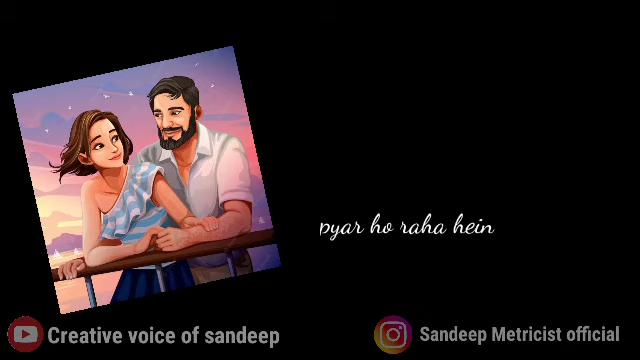 pyar ho raha hein
Creative voice of sandeep
Sandeep Metricist official